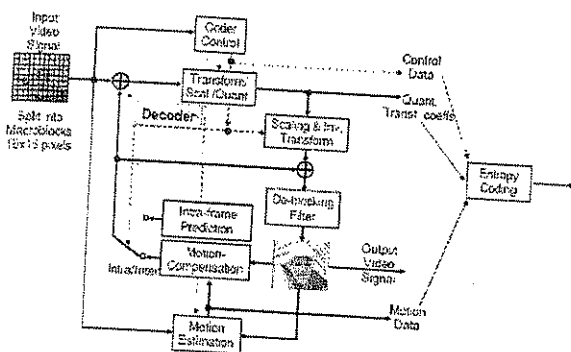 Input
Video
Signal
Coder
Control
Control
Data
Transform/
Scal./Quant.
Quant.
Transf. coeffs
Split into
Macroblocks
16x16 pixels
Decoder
Scaling & Inv.
Transform
Entropy
Coding
De-blocking
Filter
Intra-frame
Prediction
Output
Video
Signal
Motion-
Compensation
Intra/Inter
Motion
Data
Motion
Estimation